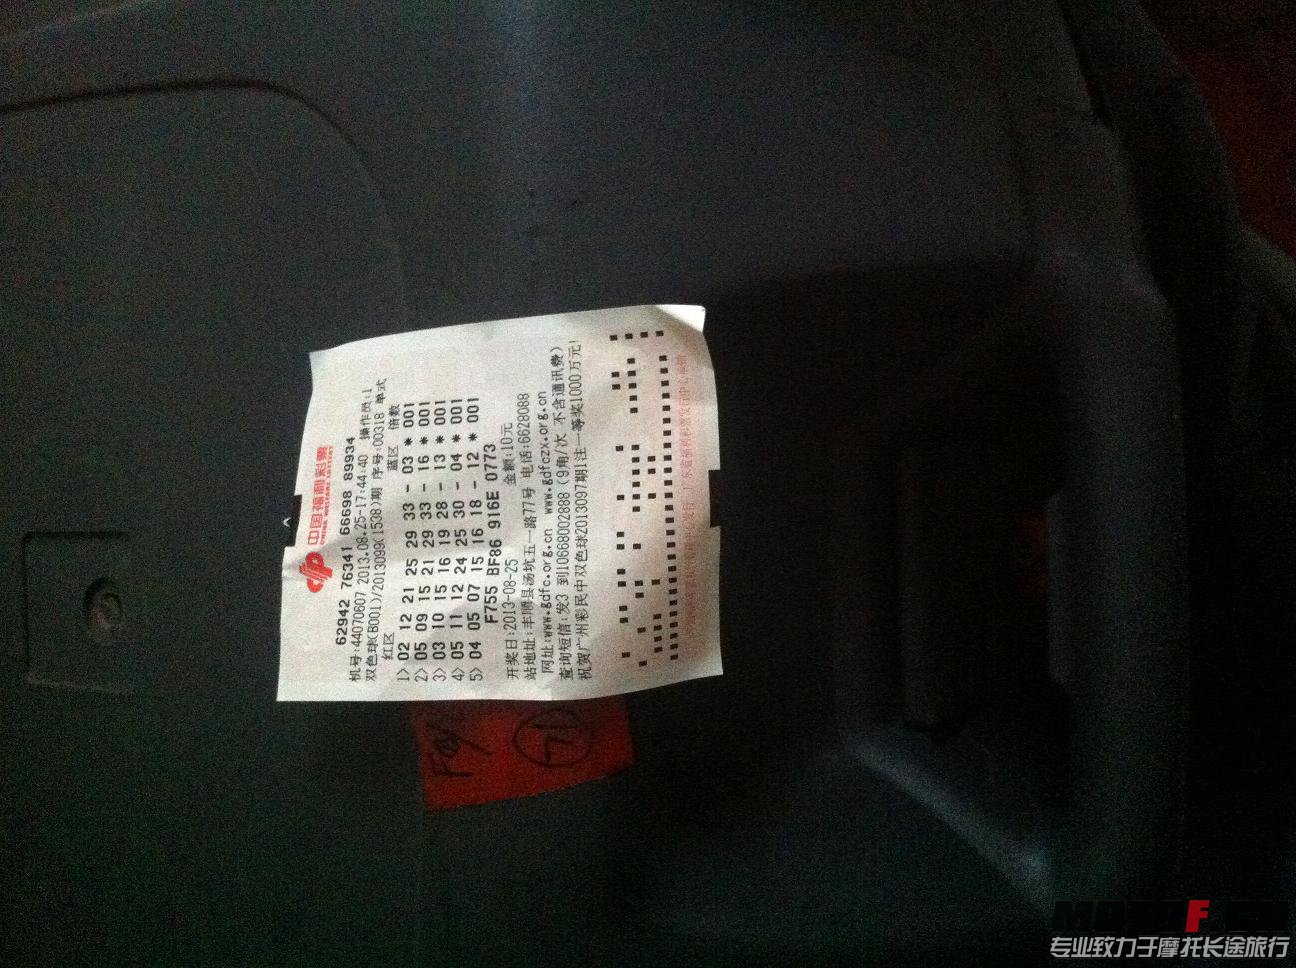 中国福利彩票
CHINA WELFARE LOTTERY
62942 76341 66698 89934
机号:44070607 2013.08.25-17:44:40 操作员:1
双色球(B001)/2013099(1538)期 序号:00318 单式
红区 蓝区 倍数
1) 02 12 21 25 29 33 - 03 * 001
2) 05 09 15 21 29 33 - 16 * 001
3) 03 10 15 16 19 28 - 13 * 001
4) 05 11 12 24 25 30 - 04 * 001
5) 04 05 07 15 16 18 - 12 * 001
F755 BF86 916E 0773
开奖日:2013-08-25 金额:10元
站地址:丰顺县汤坑五一路77号 电话:6628088
网址:www.gdfc.org.cn www.gdfczx.org.cn
查询短信:发3 到10668002888(9角/次 不含通讯费)
祝贺广州彩民中双色球2013097期1注一等奖1000万元!
71
专业致力于摩托长途旅行